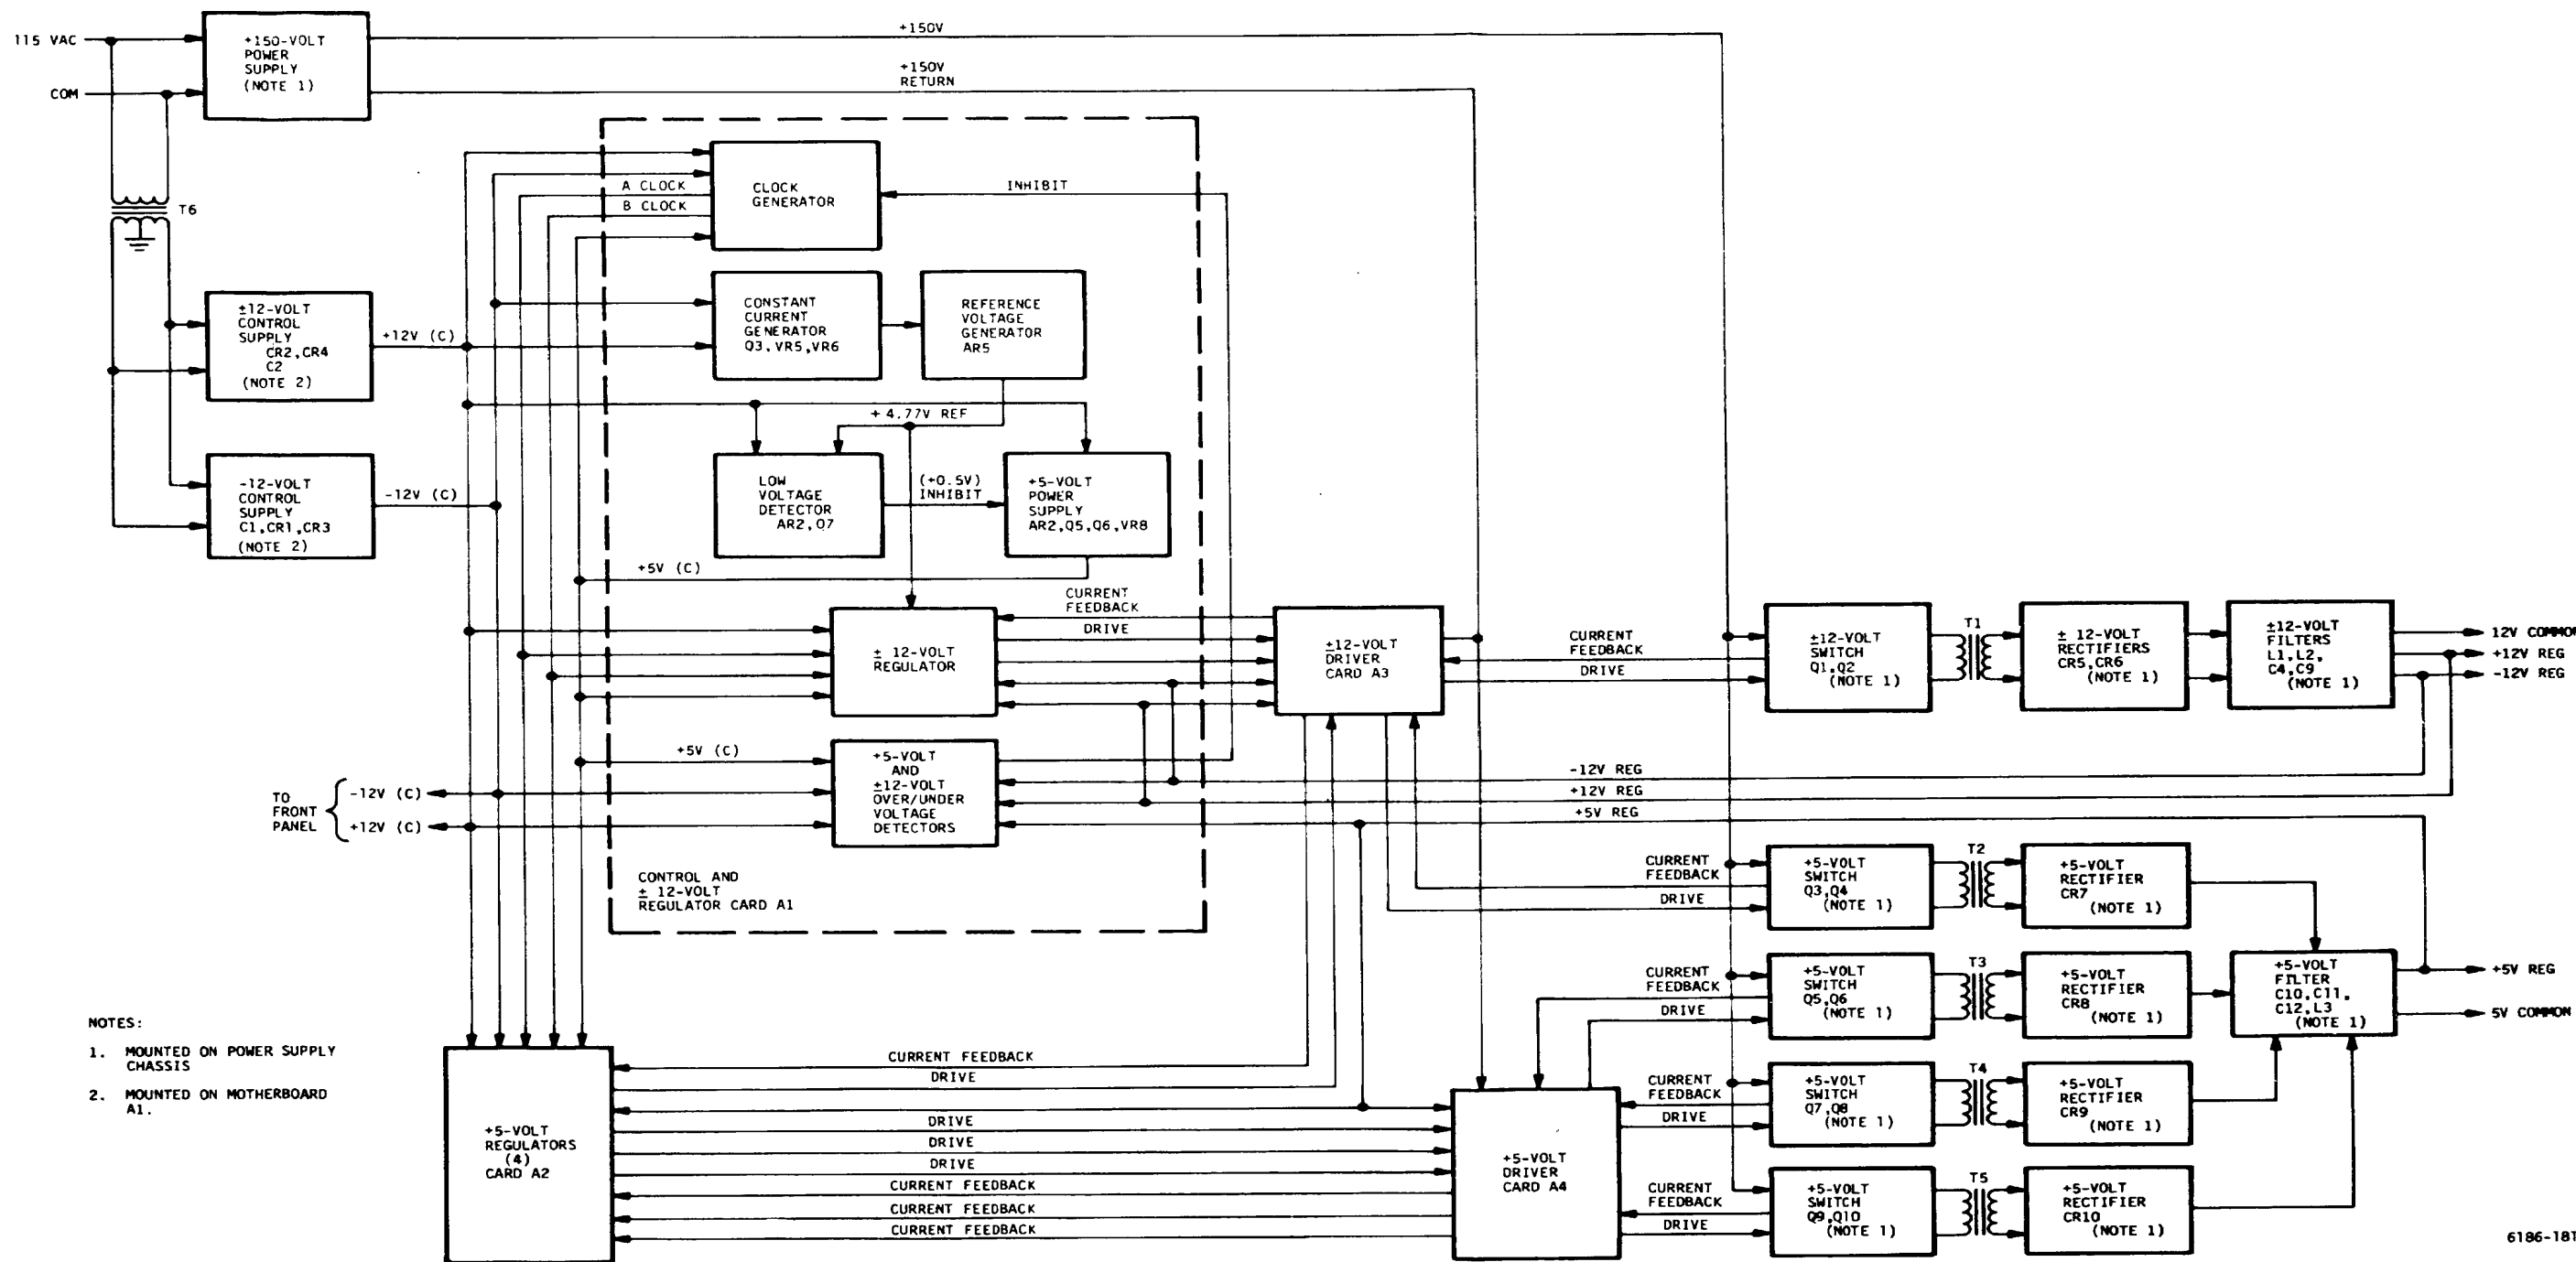 115 VAC
COM
+150-VOLT
POWER
SUPPLY
(NOTE 1)
+150V
+150V
RETURN
T6
±12-VOLT
CONTROL
SUPPLY
CR2,CR4
C2
(NOTE 2)
+12V (C)
-12-VOLT
CONTROL
SUPPLY
C1,CR1,CR3
(NOTE 2)
-12V (C)
A CLOCK
B CLOCK
CLOCK
GENERATOR
INHIBIT
CONSTANT
CURRENT
GENERATOR
Q3,VR5,VR6
REFERENCE
VOLTAGE
GENERATOR
AR5
+ 4.77V REF
LOW
VOLTAGE
DETECTOR
AR2,Q7
(+0.5V)
INHIBIT
+5-VOLT
POWER
SUPPLY
AR2,Q5,Q6,VR8
+5V (C)
CURRENT
FEEDBACK
DRIVE
± 12-VOLT
REGULATOR
±12-VOLT
DRIVER
CARD A3
CURRENT
FEEDBACK
DRIVE
±12-VOLT
SWITCH
Q1,Q2
(NOTE 1)
T1
± 12-VOLT
RECTIFIERS
CR5,CR6
(NOTE 1)
±12-VOLT
FILTERS
L1,L2,
C4,C9
(NOTE 1)
12V COMMON
+12V REG
-12V REG
+5V (C)
+5-VOLT
AND
±12-VOLT
OVER/UNDER
VOLTAGE
DETECTORS
-12V REG
+12V REG
+5V REG
TO
FRONT
PANEL
-12V (C)
+12V (C)
CONTROL AND
± 12-VOLT
REGULATOR CARD A1
CURRENT
FEEDBACK
DRIVE
+5-VOLT
SWITCH
Q3,Q4
(NOTE 1)
T2
+5-VOLT
RECTIFIER
CR7
(NOTE 1)
CURRENT
FEEDBACK
DRIVE
+5-VOLT
SWITCH
Q5,Q6
(NOTE 1)
T3
+5-VOLT
RECTIFIER
CR8
(NOTE 1)
+5-VOLT
FILTER
C10,C11,
C12,L3
(NOTE 1)
+5V REG
5V COMMON
NOTES:
1. MOUNTED ON POWER SUPPLY
CHASSIS
2. MOUNTED ON MOTHERBOARD
A1.
+5-VOLT
REGULATORS
(4)
CARD A2
CURRENT FEEDBACK
DRIVE
DRIVE
DRIVE
DRIVE
CURRENT FEEDBACK
CURRENT FEEDBACK
CURRENT FEEDBACK
+5-VOLT
DRIVER
CARD A4
CURRENT
FEEDBACK
DRIVE
+5-VOLT
SWITCH
Q7,Q8
(NOTE 1)
T4
+5-VOLT
RECTIFIER
CR9
(NOTE 1)
CURRENT
FEEDBACK
DRIVE
+5-VOLT
SWITCH
Q9,Q10
(NOTE 1)
T5
+5-VOLT
RECTIFIER
CR10
(NOTE 1)
6186-18T